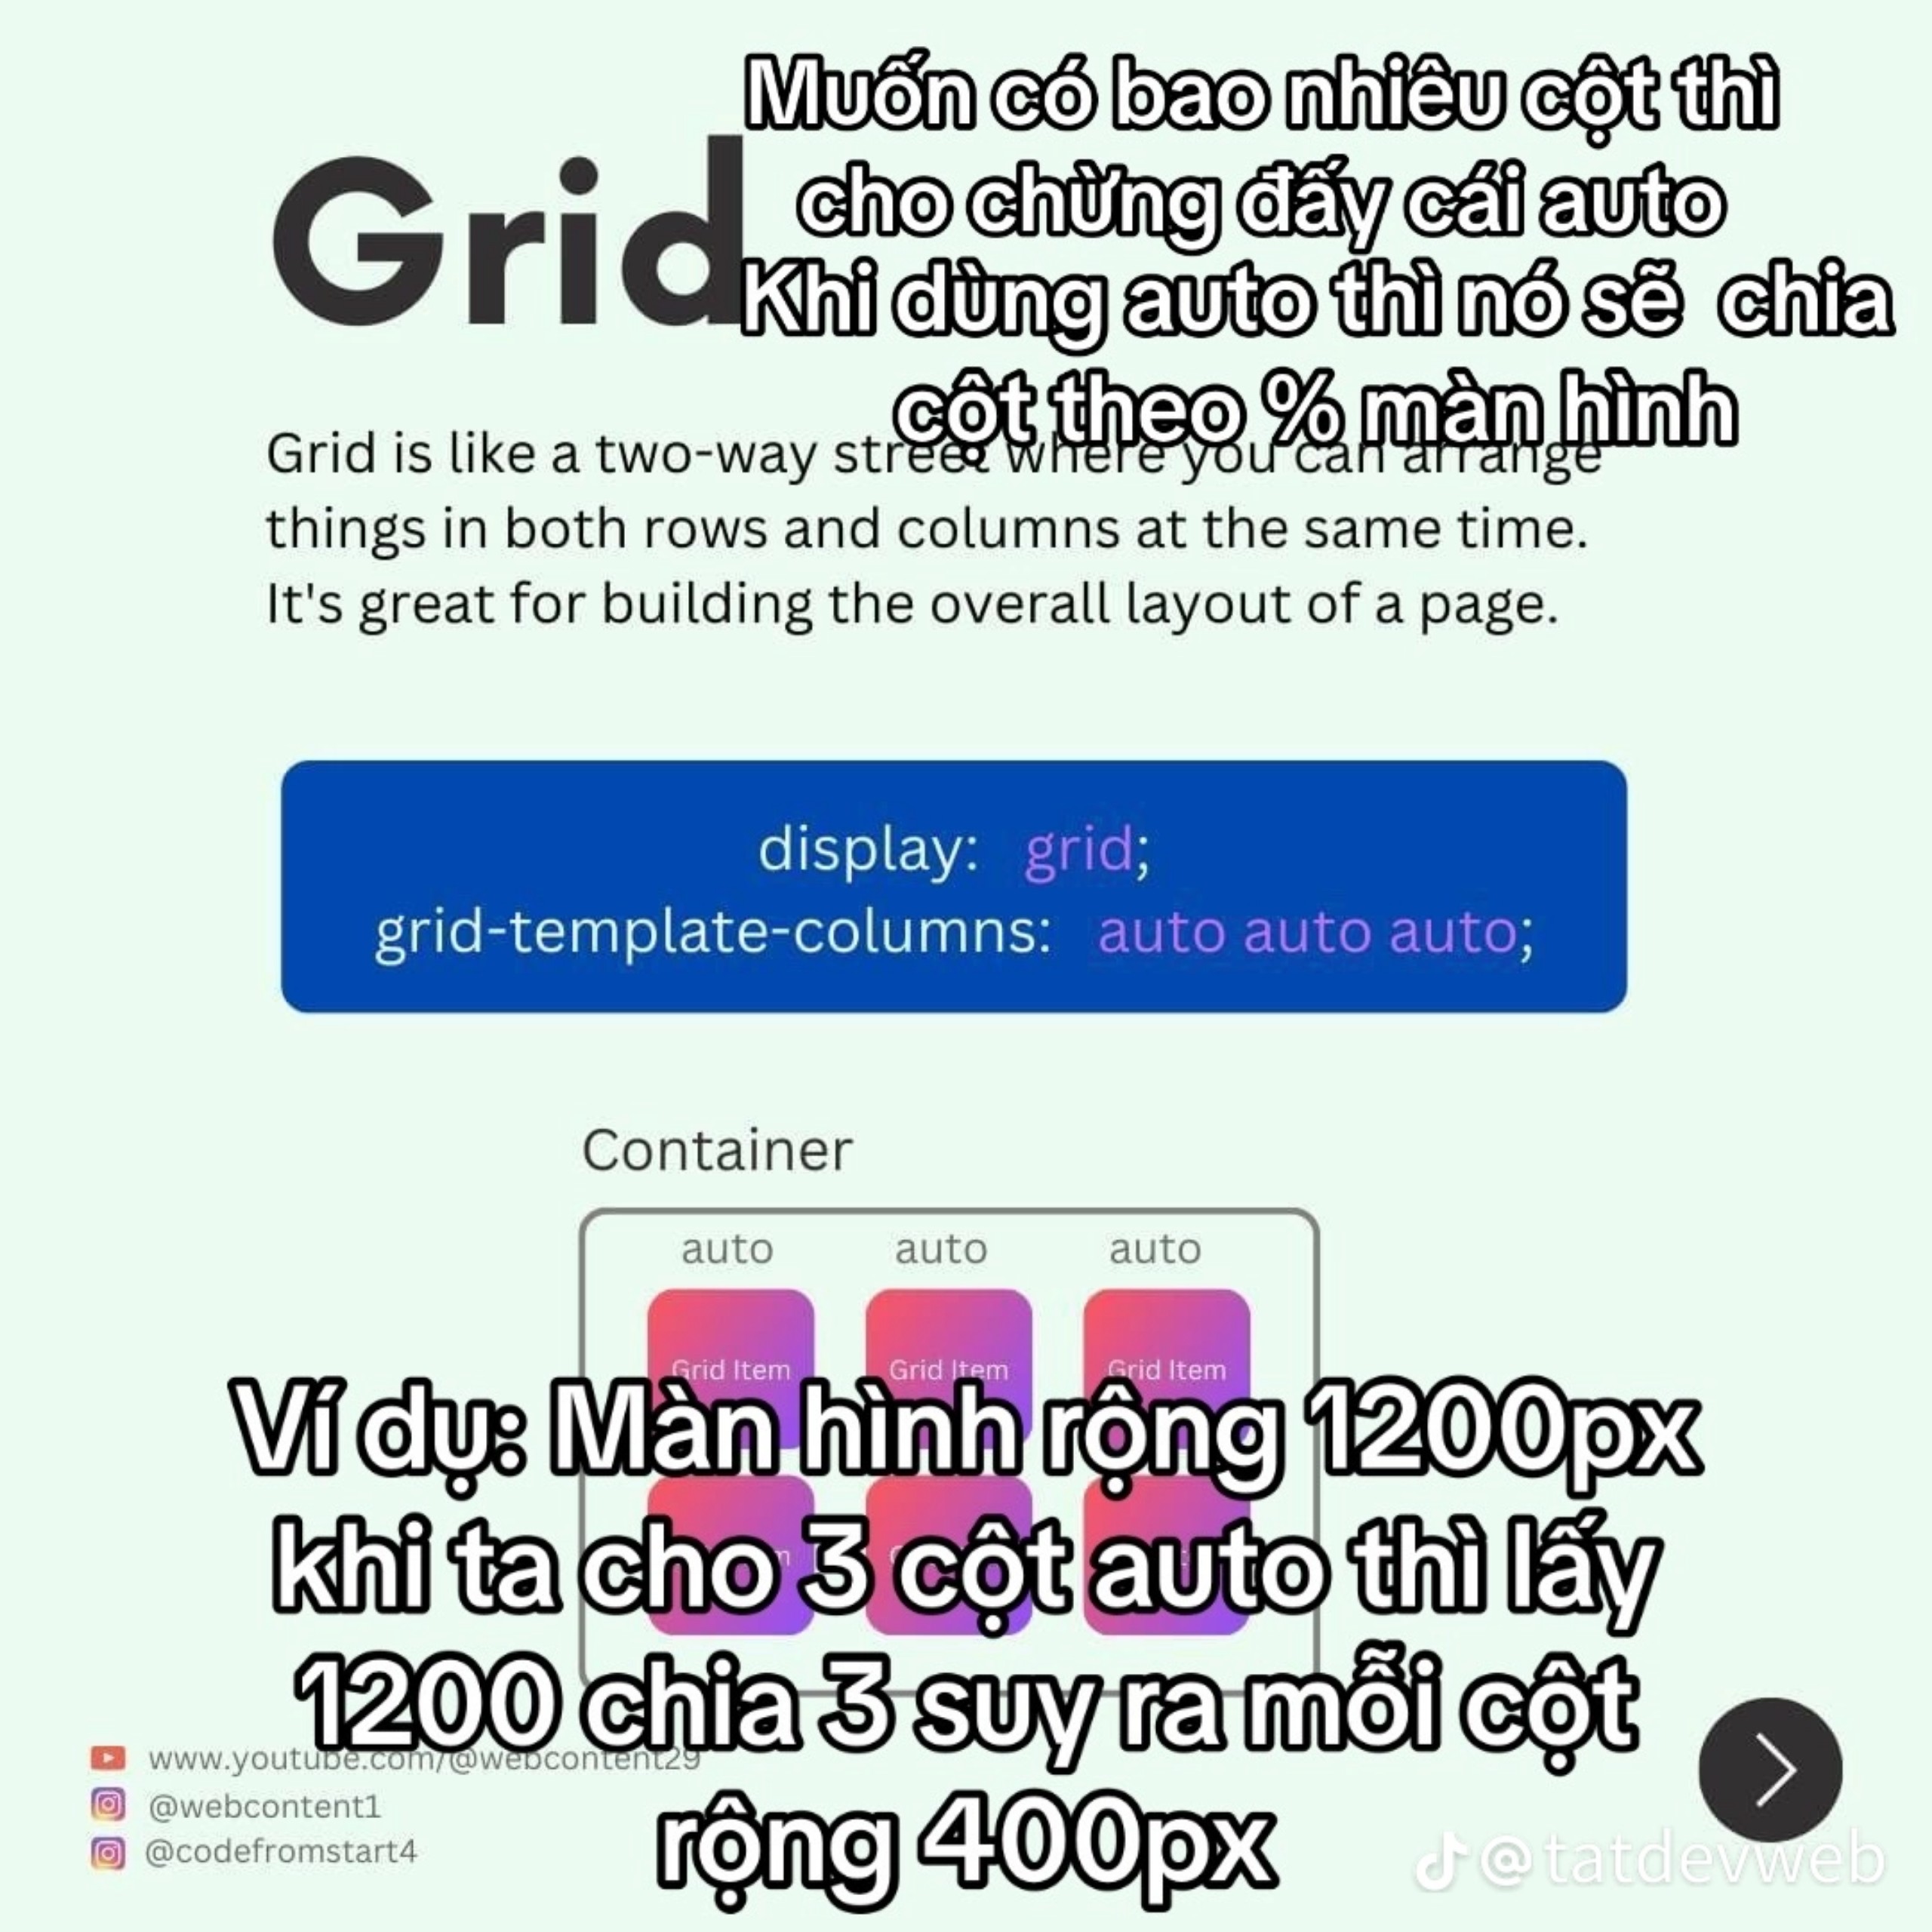 Muốn có bao nhiêu cột thì
cho chừng đấy cái auto
Khi dùng auto thì nó sẽ chia
cột theo % màn hình
Grid
Grid is like a two-way street where you can arrange
things in both rows and columns at the same time.
It's great for building the overall layout of a page.
display: grid;
grid-template-columns: auto auto auto;
Container
auto auto auto
Grid Item Grid Item Grid Item
Ví dụ: Màn hình rộng 1200px
khi ta cho 3 cột auto thì lấy
1200 chia 3 suy ra mỗi cột
rộng 400px
www.youtube.com/@webcontent29
@webcontent1
@codefromstart4
@tatdevweb